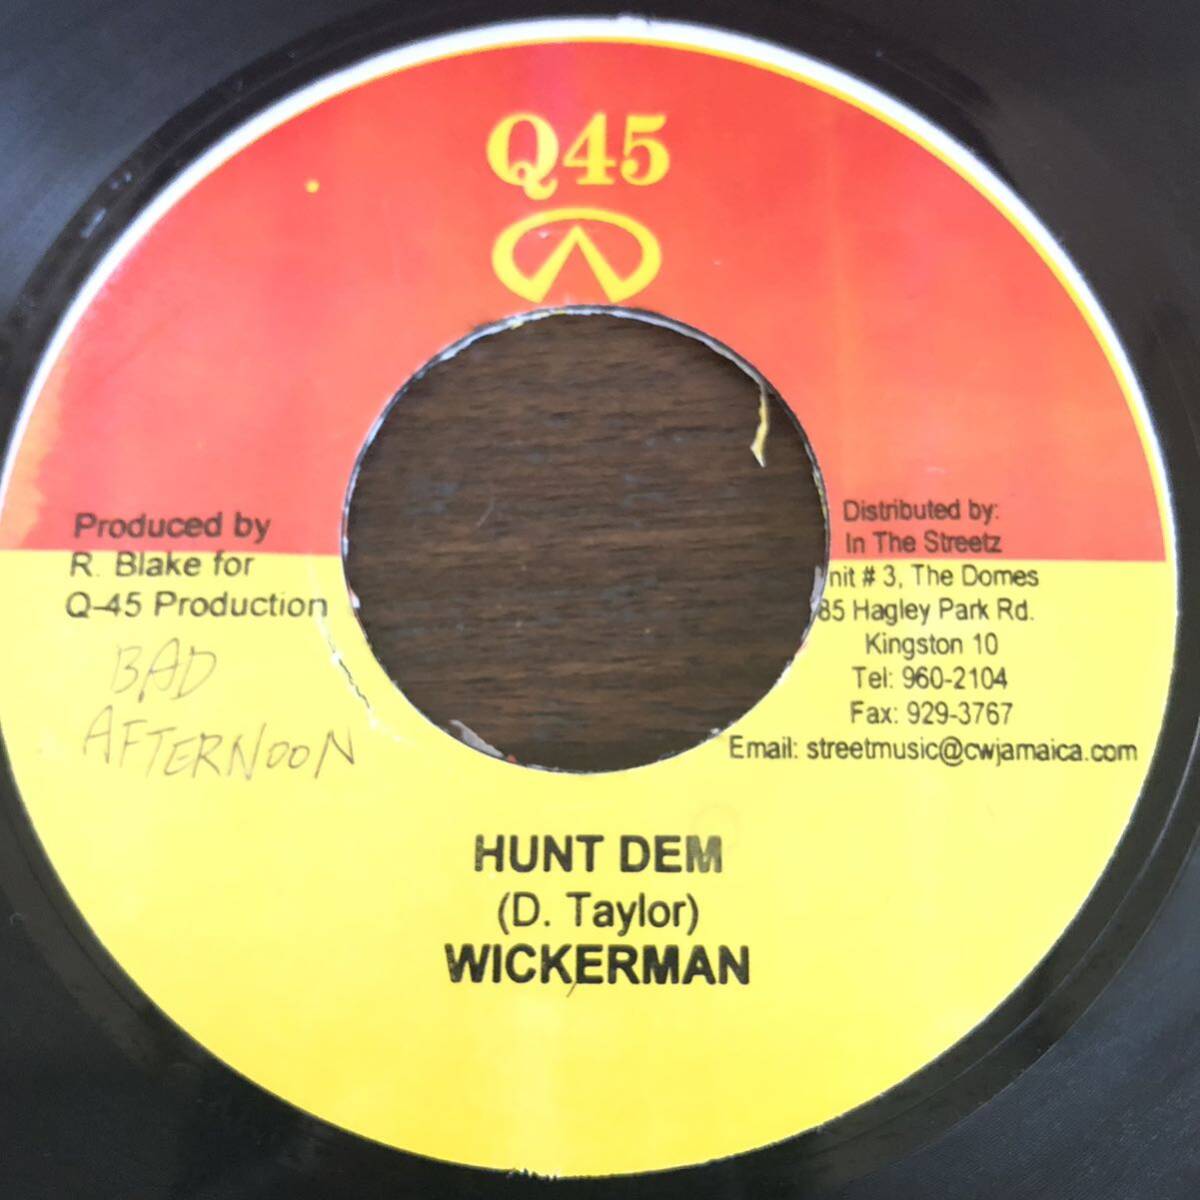 Q45
Produced by
R. Blake for
Q-45 Production
BAD
AFTERNOON
Distributed by:
In The Streetz
nit # 3, The Domes
85 Hagley Park Rd.
Kingston 10
Tel: 960-2104
Fax: 929-3767
Email: streetmusic@cwjamaica.com
HUNT DEM
(D. Taylor)
WICKERMAN